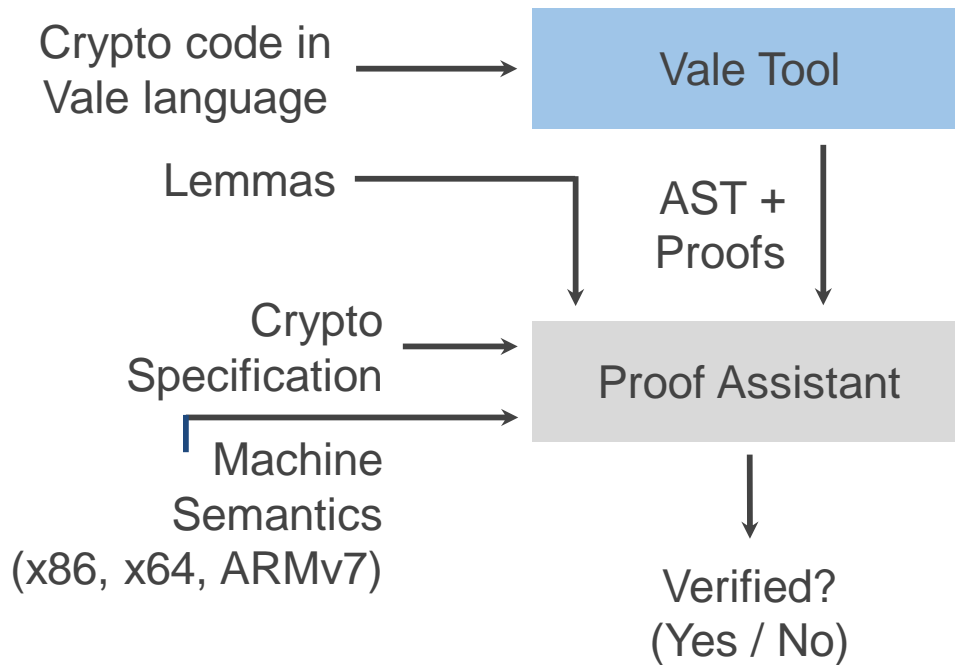 Crypto code in
Vale language
Vale Tool
Lemmas
AST +
Proofs
Crypto
Specification
Proof Assistant
Machine
Semantics
(x86, x64, ARMv7)
Verified?
(Yes / No)